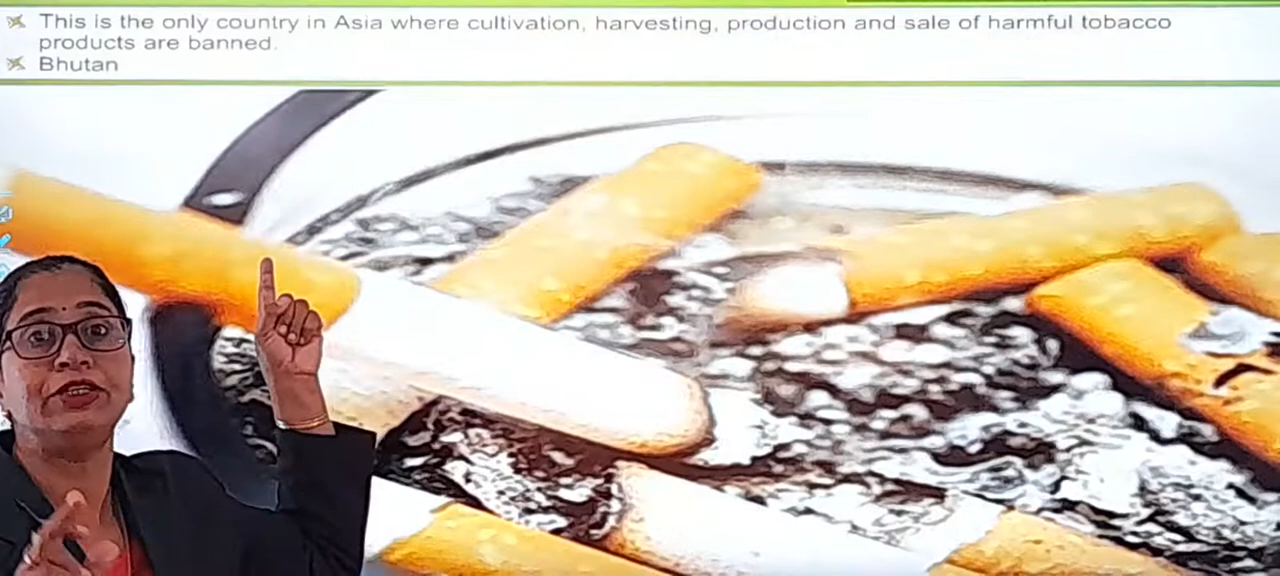 This is the only country in Asia where cultivation, harvesting, production and sale of harmful tobacco
products are banned.
Bhutan